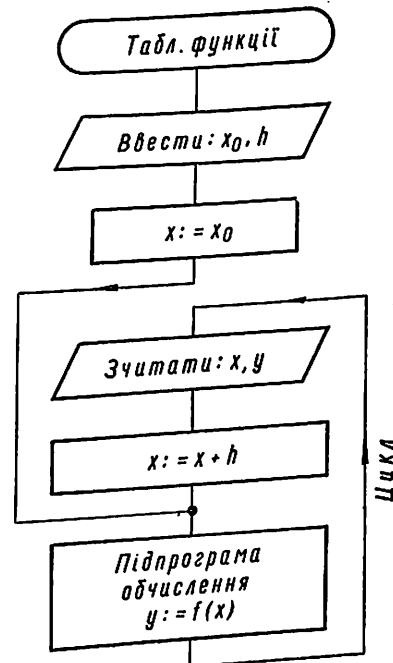 Табл. функції
Ввести: x₀, h
x: = x₀
Зчитати: x, y
x: = x + h
Цикл
Підпрограма
обчислення
y: = f(x)